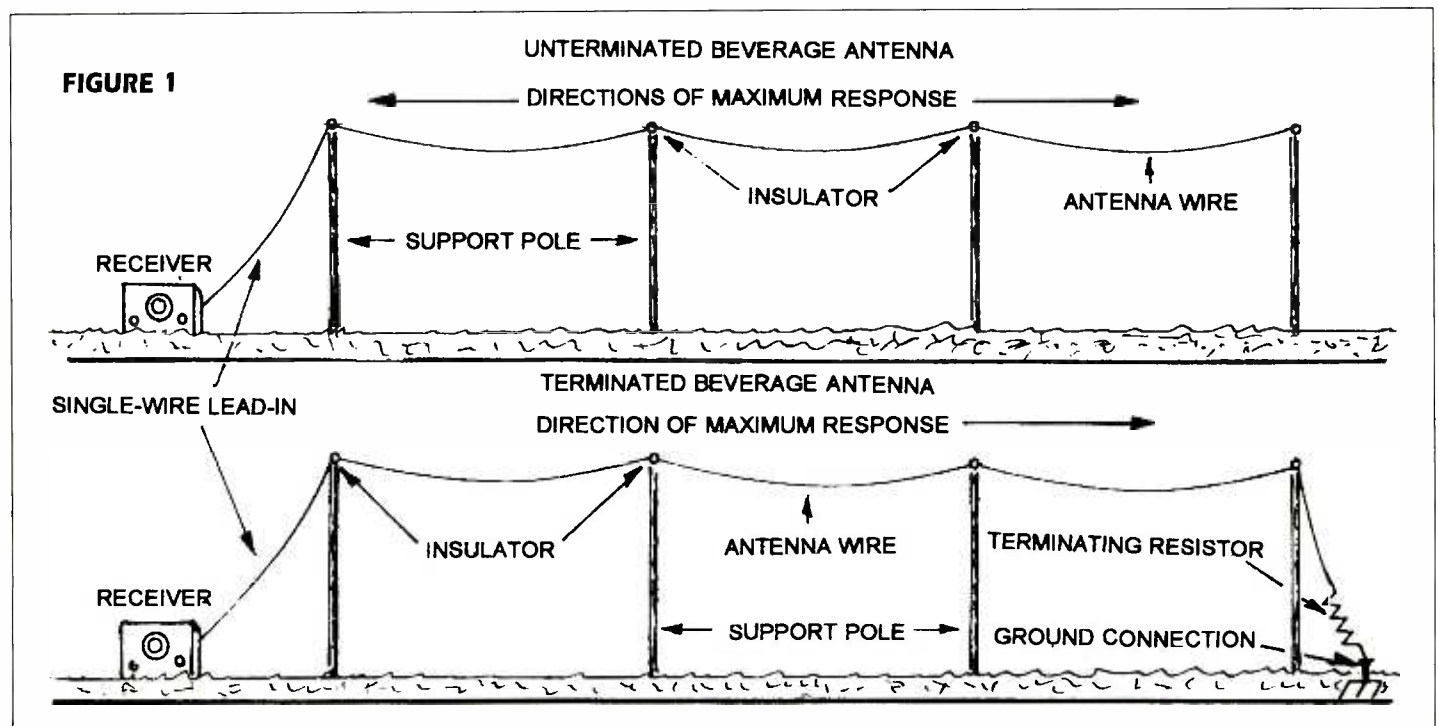 UNTERMINATED BEVERAGE ANTENNA
FIGURE 1
DIRECTIONS OF MAXIMUM RESPONSE
INSULATOR
ANTENNA WIRE
SUPPORT POLE
RECEIVER
TERMINATED BEVERAGE ANTENNA
SINGLE-WIRE LEAD-IN
DIRECTION OF MAXIMUM RESPONSE
INSULATOR
ANTENNA WIRE
TERMINATING RESISTOR
RECEIVER
SUPPORT POLE
GROUND CONNECTION